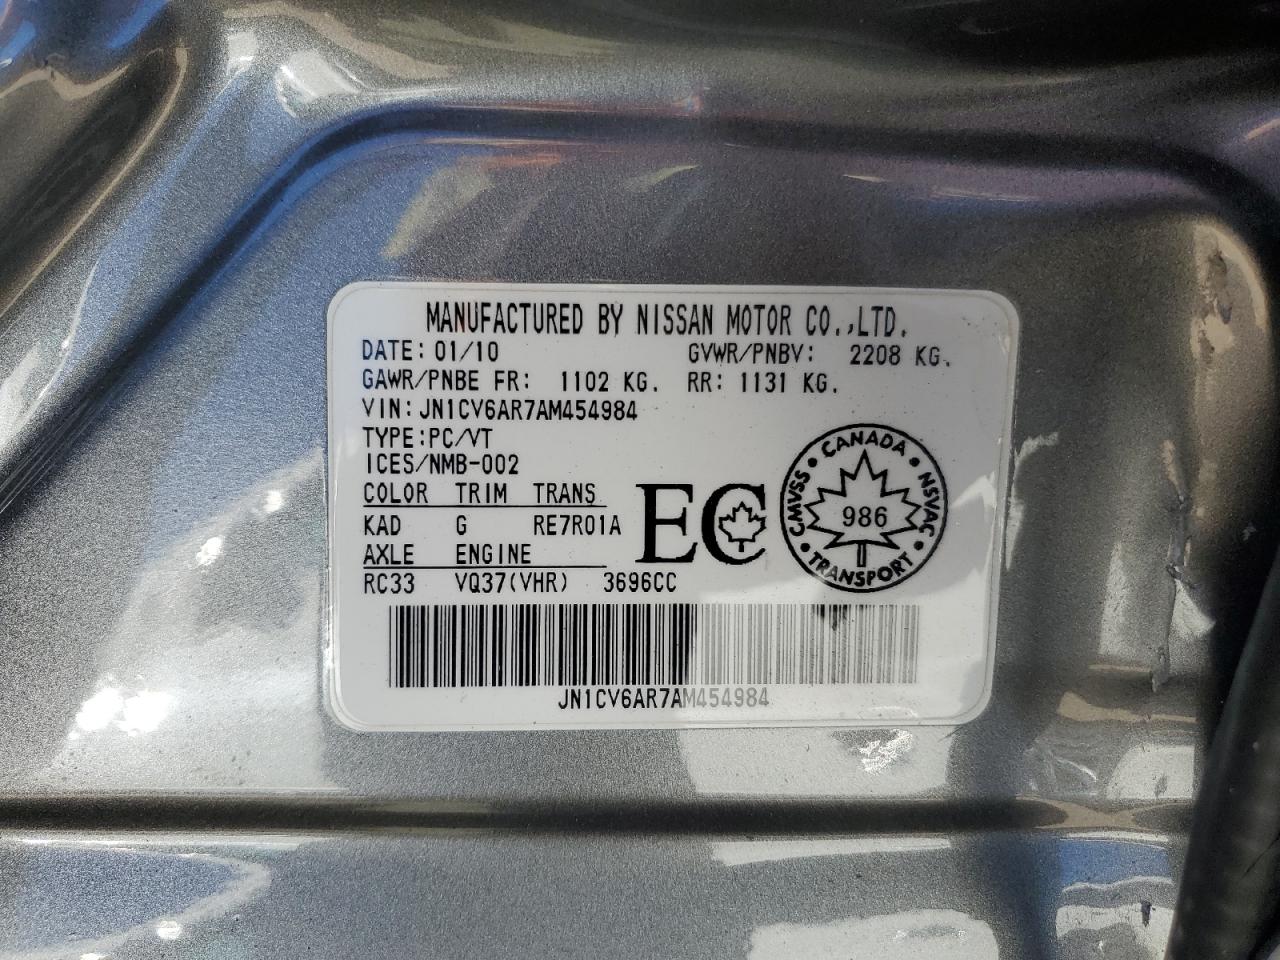 MANUFACTURED BY NISSAN MOTOR CO.,LTD.
DATE: 01/10 GVWR/PNBV: 2208 KG.
GAWR/PNBE FR: 1102 KG. RR: 1131 KG.
VIN: JN1CV6AR7AM454984
TYPE: PC/VT
ICES/NMB-002
COLOR TRIM TRANS
KAD G RE7R01A
AXLE ENGINE
RC33 VQ37(VHR) 3696CC
EC
CANADA
CMVSS NSVAC
986
TRANSPORT
JN1CV6AR7AM454984